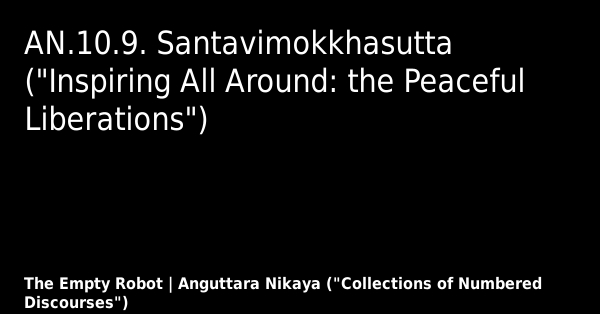 AN.10.9. Santavimokkhasutta
("Inspiring All Around: the Peaceful
Liberations")
The Empty Robot | Anguttara Nikaya ("Collections of Numbered
Discourses")